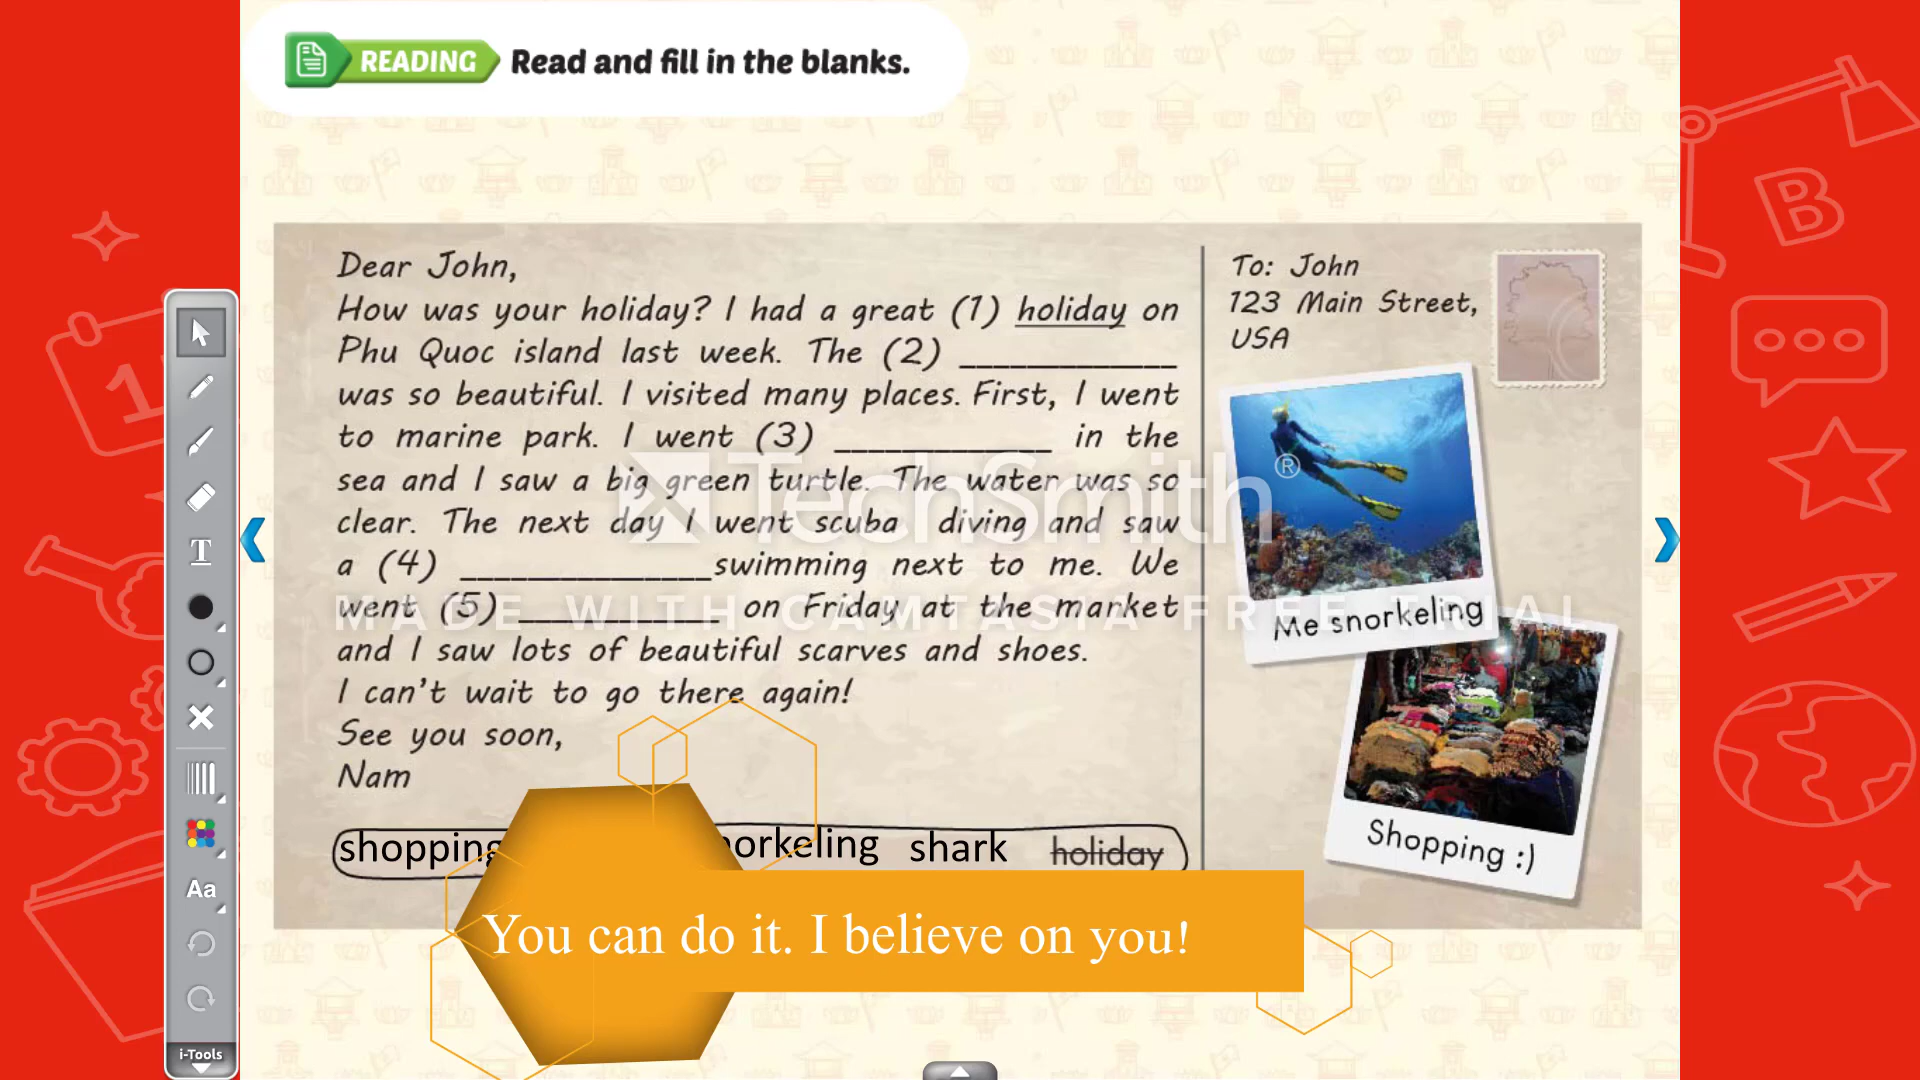 READING Read and fill in the blanks.
Dear John,
How was your holiday? I had a great (1) holiday on
Phu Quoc island last week. The (2) _____________
was so beautiful. I visited many places. First, I went
to marine park. I went (3) _____________ in the
sea and I saw a big green turtle. The water was so
clear. The next day I went scuba diving and saw
a (4) _______________swimming next to me. We
went (5) ____________ on Friday at the market
and I saw lots of beautiful scarves and shoes.
I can't wait to go there again!
See you soon,
Nam
To: John
123 Main Street,
USA
Me snorkeling
Shopping :)
TechSmith®
MADE WITH CAMTASIA FREE TRIAL
shopping norkeling shark holiday
You can do it. I believe on you!
T
Aa
i-Tools
1
B